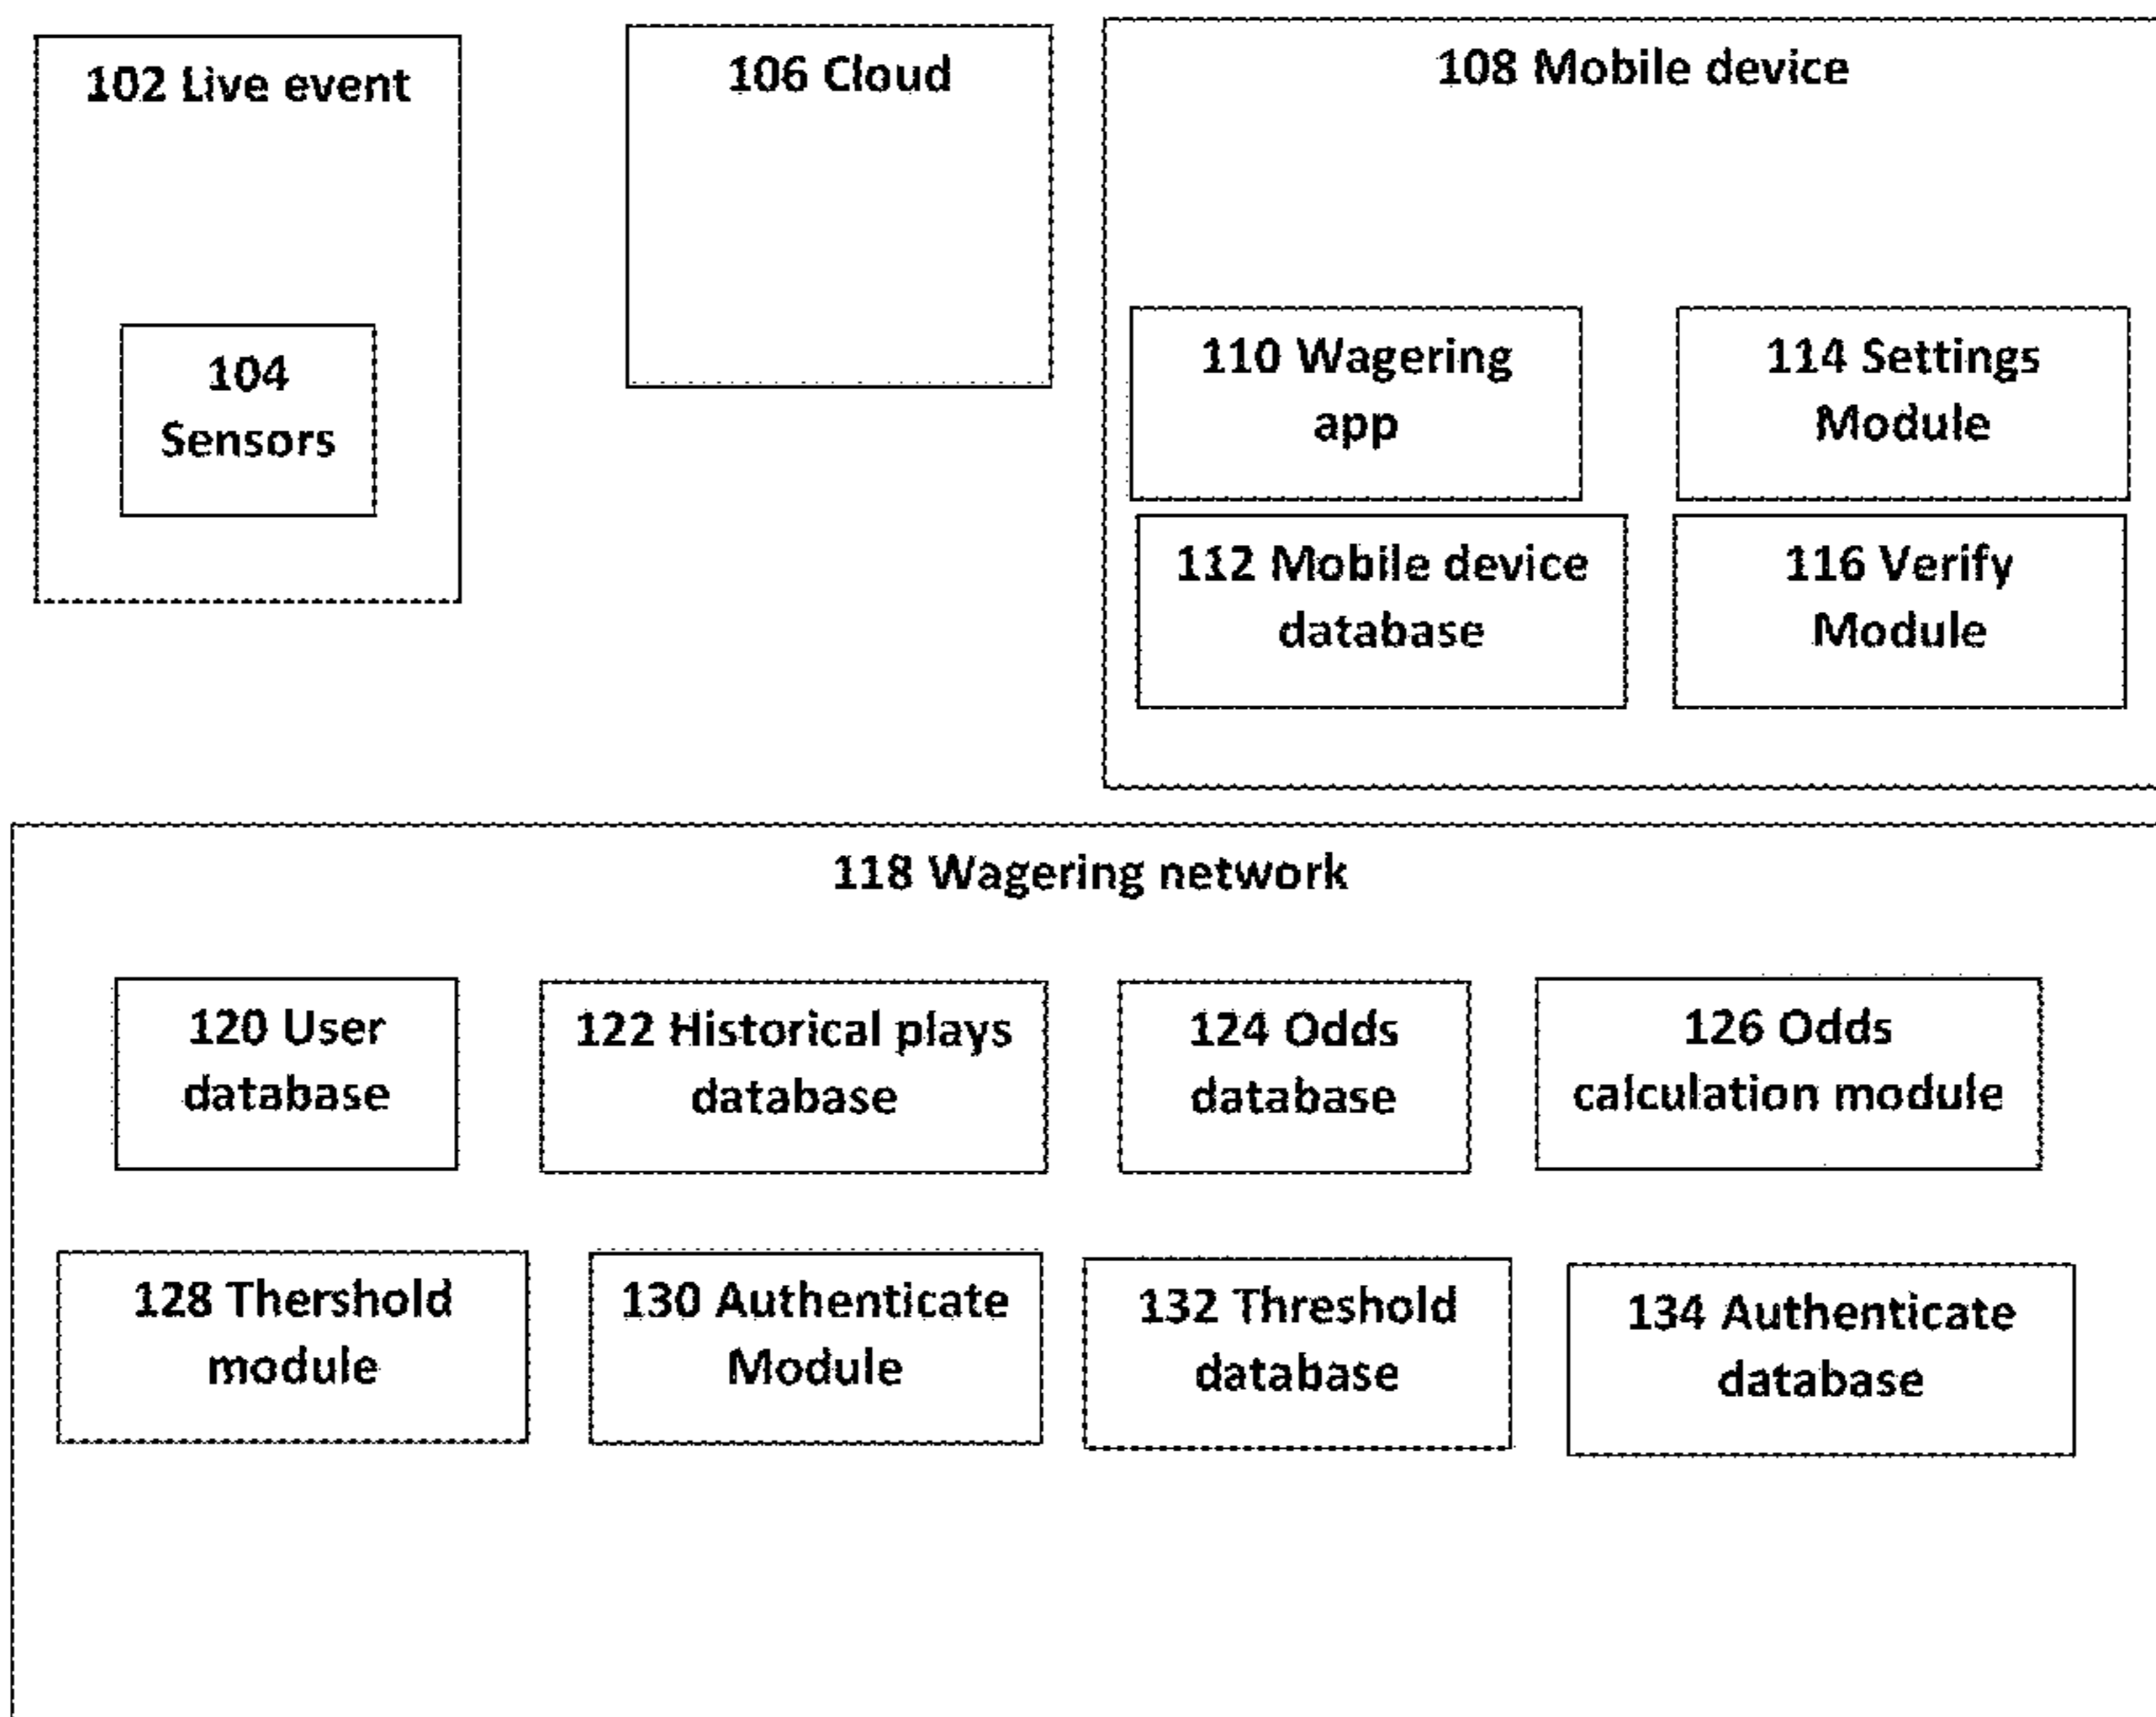 102 Live event
104
Sensors
106 Cloud
108 Mobile device
110 Wagering
app
114 Settings
Module
112 Mobile device
database
116 Verify
Module
118 Wagering network
120 User
database
122 Historical plays
database
124 Odds
database
126 Odds
calculation module
128 Thershold
module
130 Authenticate
Module
132 Threshold
database
134 Authenticate
database